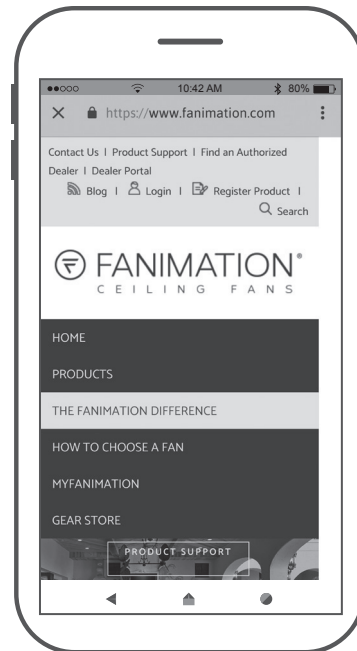 10:42 AM
80%
https://www.fanimation.com
Contact Us | Product Support | Find an Authorized
Dealer | Dealer Portal
Blog | Login | Register Product |
Search
FANIMATION®
CEILING FANS
HOME
PRODUCTS
THE FANIMATION DIFFERENCE
HOW TO CHOOSE A FAN
MYFANIMATION
GEAR STORE
PRODUCT SUPPORT